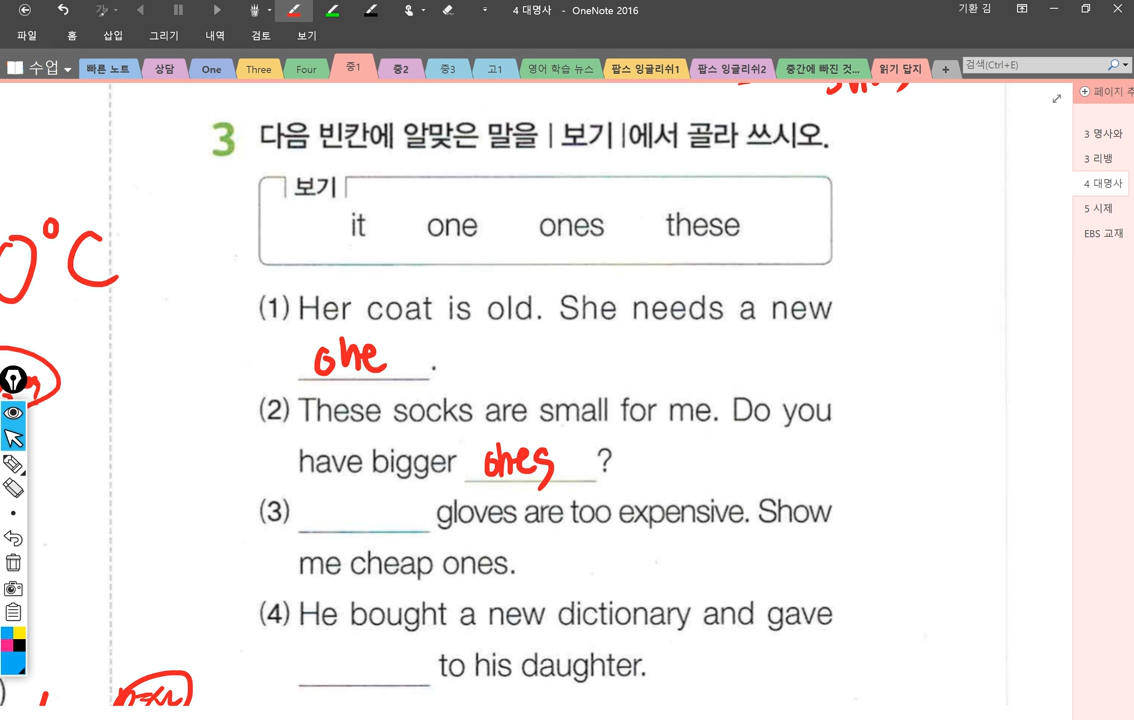 4 대명사 - OneNote 2016
기환 김
파일 홈 삽입 그리기 내역 검토 보기
수업 빠른 노트 상담 One Three Four 중1 중2 중3 고1 영어 학습 뉴스 팝스 잉글리쉬1 팝스 잉글리쉬2 중간에 빠진 것... 읽기 답지 + 검색(Ctrl+E)
페이지 추
3 명사와
3 리뱅
4 대명사
5 시제
EBS 교재
3 다음 빈칸에 알맞은 말을 | 보기 |에서 골라 쓰시오.
보기
it one ones these
0°C
(1) Her coat is old. She needs a new
one .
(2) These socks are small for me. Do you
have bigger ones ?
(3) gloves are too expensive. Show
me cheap ones.
(4) He bought a new dictionary and gave
to his daughter.